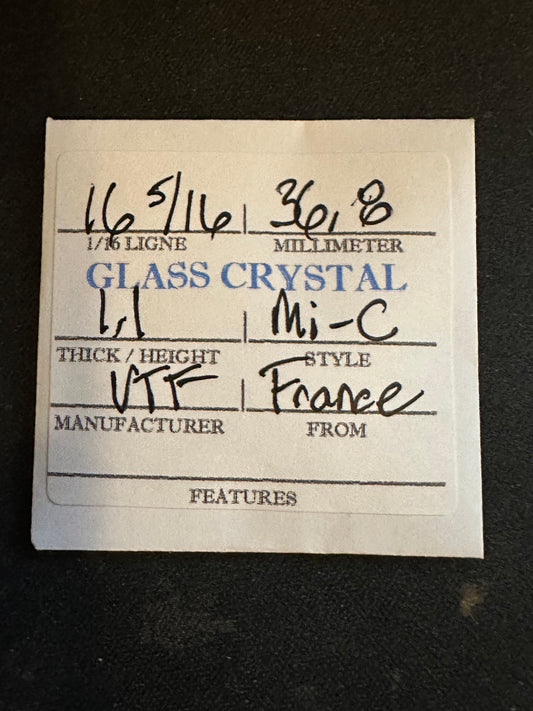 16 5/16 | 36,8
1/16 LIGNE MILLIMETER
GLASS CRYSTAL
1,1 | Mi-C
THICK / HEIGHT STYLE
VTF | France
MANUFACTURER FROM
FEATURES